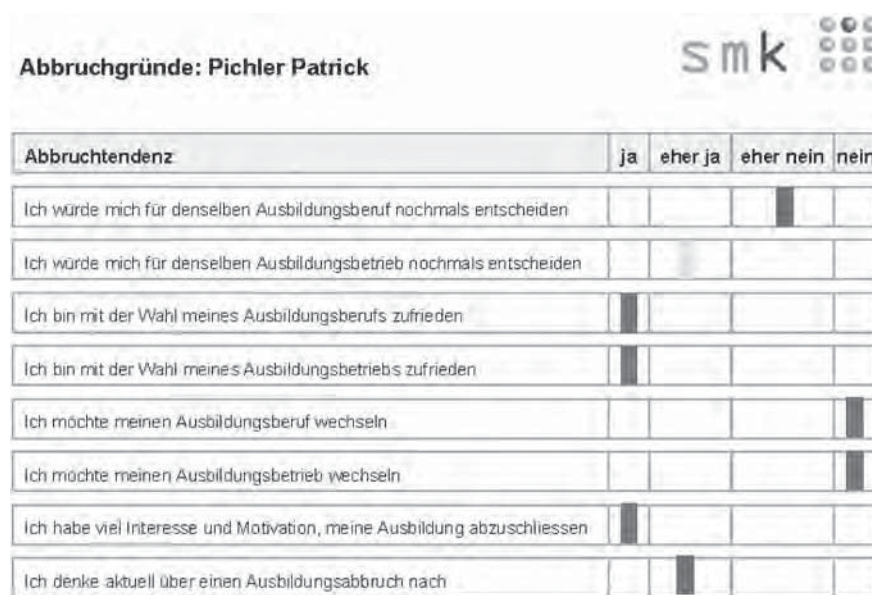 smk
Abbruchgründe: Pichler Patrick
Abbruchtendenz ja eher ja eher nein nein
Ich würde mich für denselben Ausbildungsberuf nochmals entscheiden
Ich würde mich für denselben Ausbildungsbetrieb nochmals entscheiden
Ich bin mit der Wahl meines Ausbildungsberufs zufrieden
Ich bin mit der Wahl meines Ausbildungsbetriebs zufrieden
Ich möchte meinen Ausbildungsberuf wechseln
Ich möchte meinen Ausbildungsbetrieb wechseln
Ich habe viel Interesse und Motivation, meine Ausbildung abzuschliessen
Ich denke aktuell über einen Ausbildungsabbruch nach